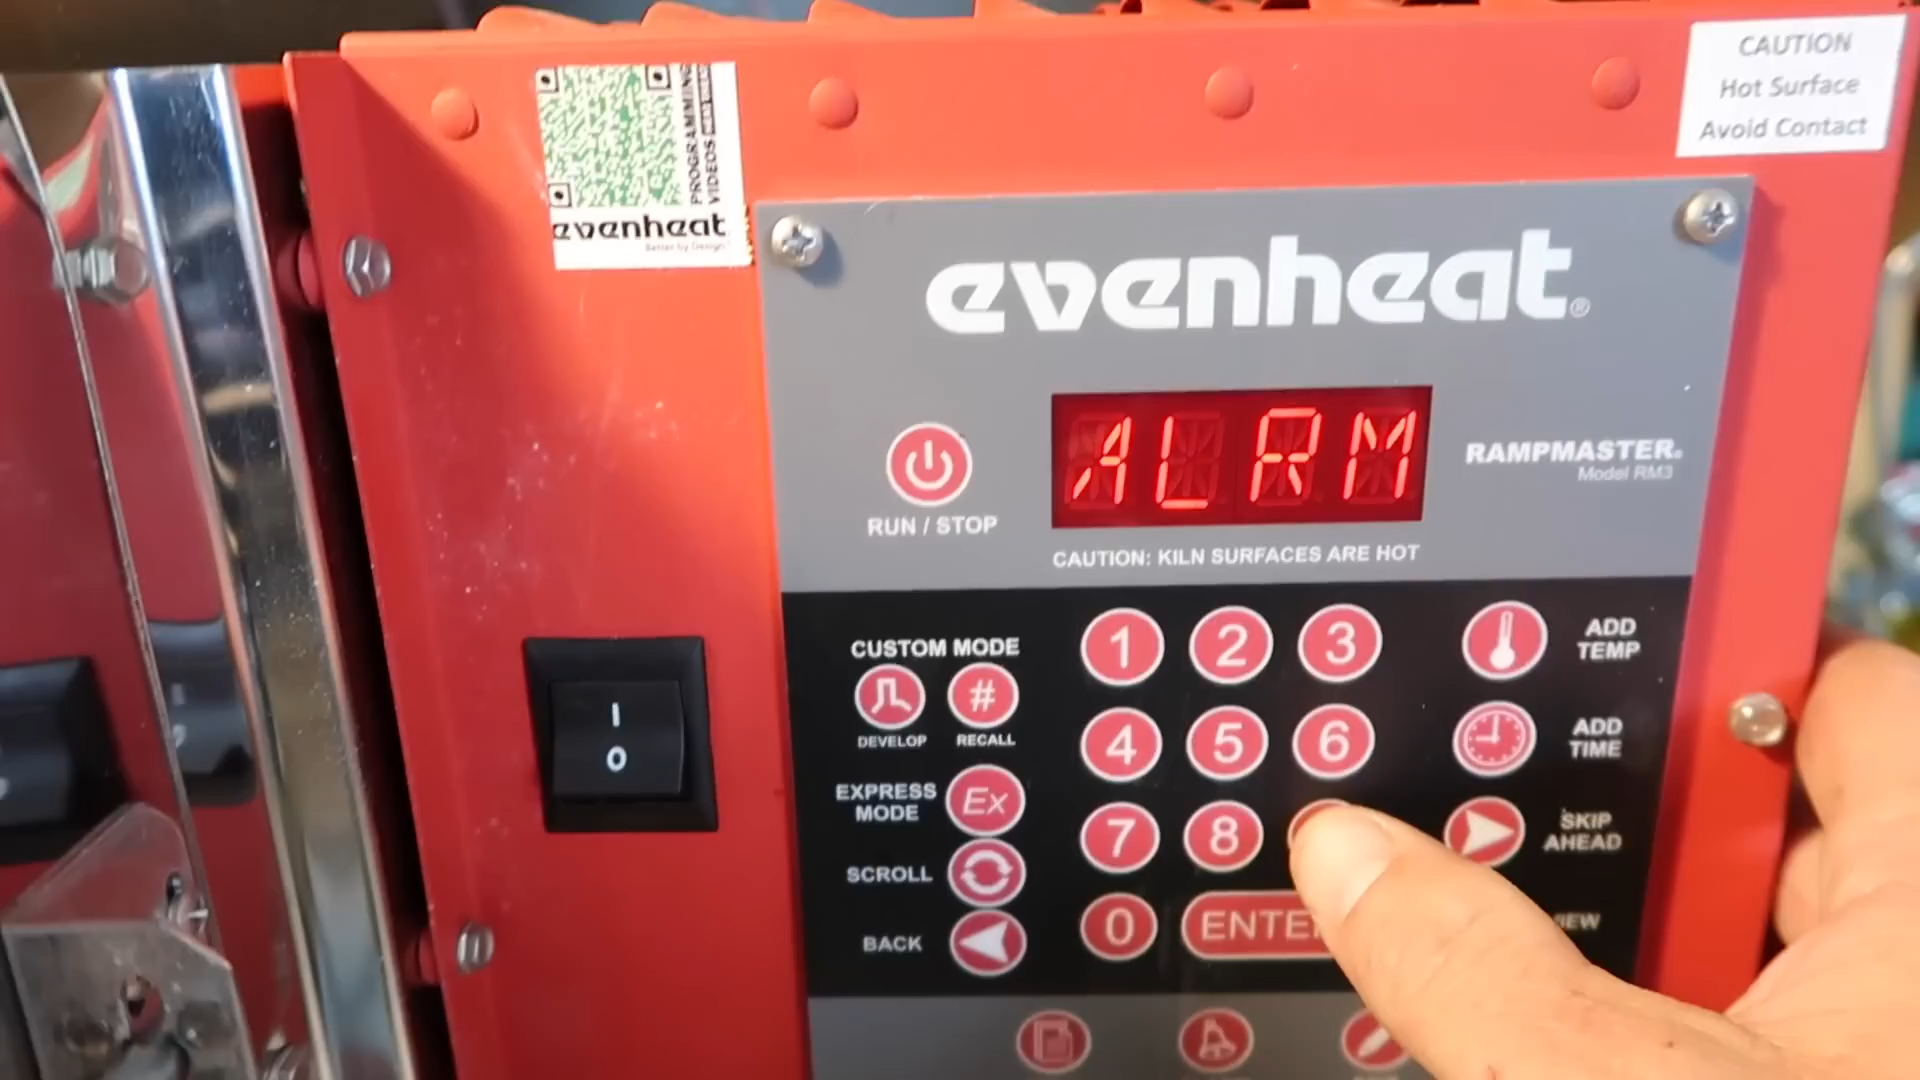 CAUTION
Hot Surface
Avoid Contact
PROGRAMMING
VIDEOS
evenheat
Better by Design
evenheat®
ALRM
RAMPMASTER®
Model RM3
RUN / STOP
CAUTION: KILN SURFACES ARE HOT
CUSTOM MODE
#
DEVELOP
RECALL
1
2
3
ADD
TEMP
I
0
4
5
6
ADD
TIME
EXPRESS
MODE
Ex
7
8
SKIP
AHEAD
SCROLL
BACK
0